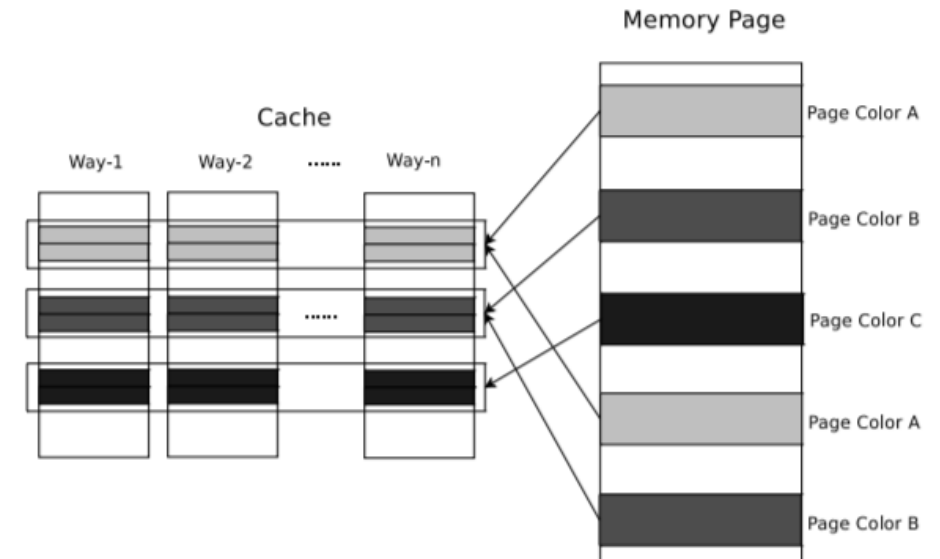 Memory Page
Cache
Way-1 Way-2 ...... Way-n
......
Page Color A
Page Color B
Page Color C
Page Color A
Page Color B